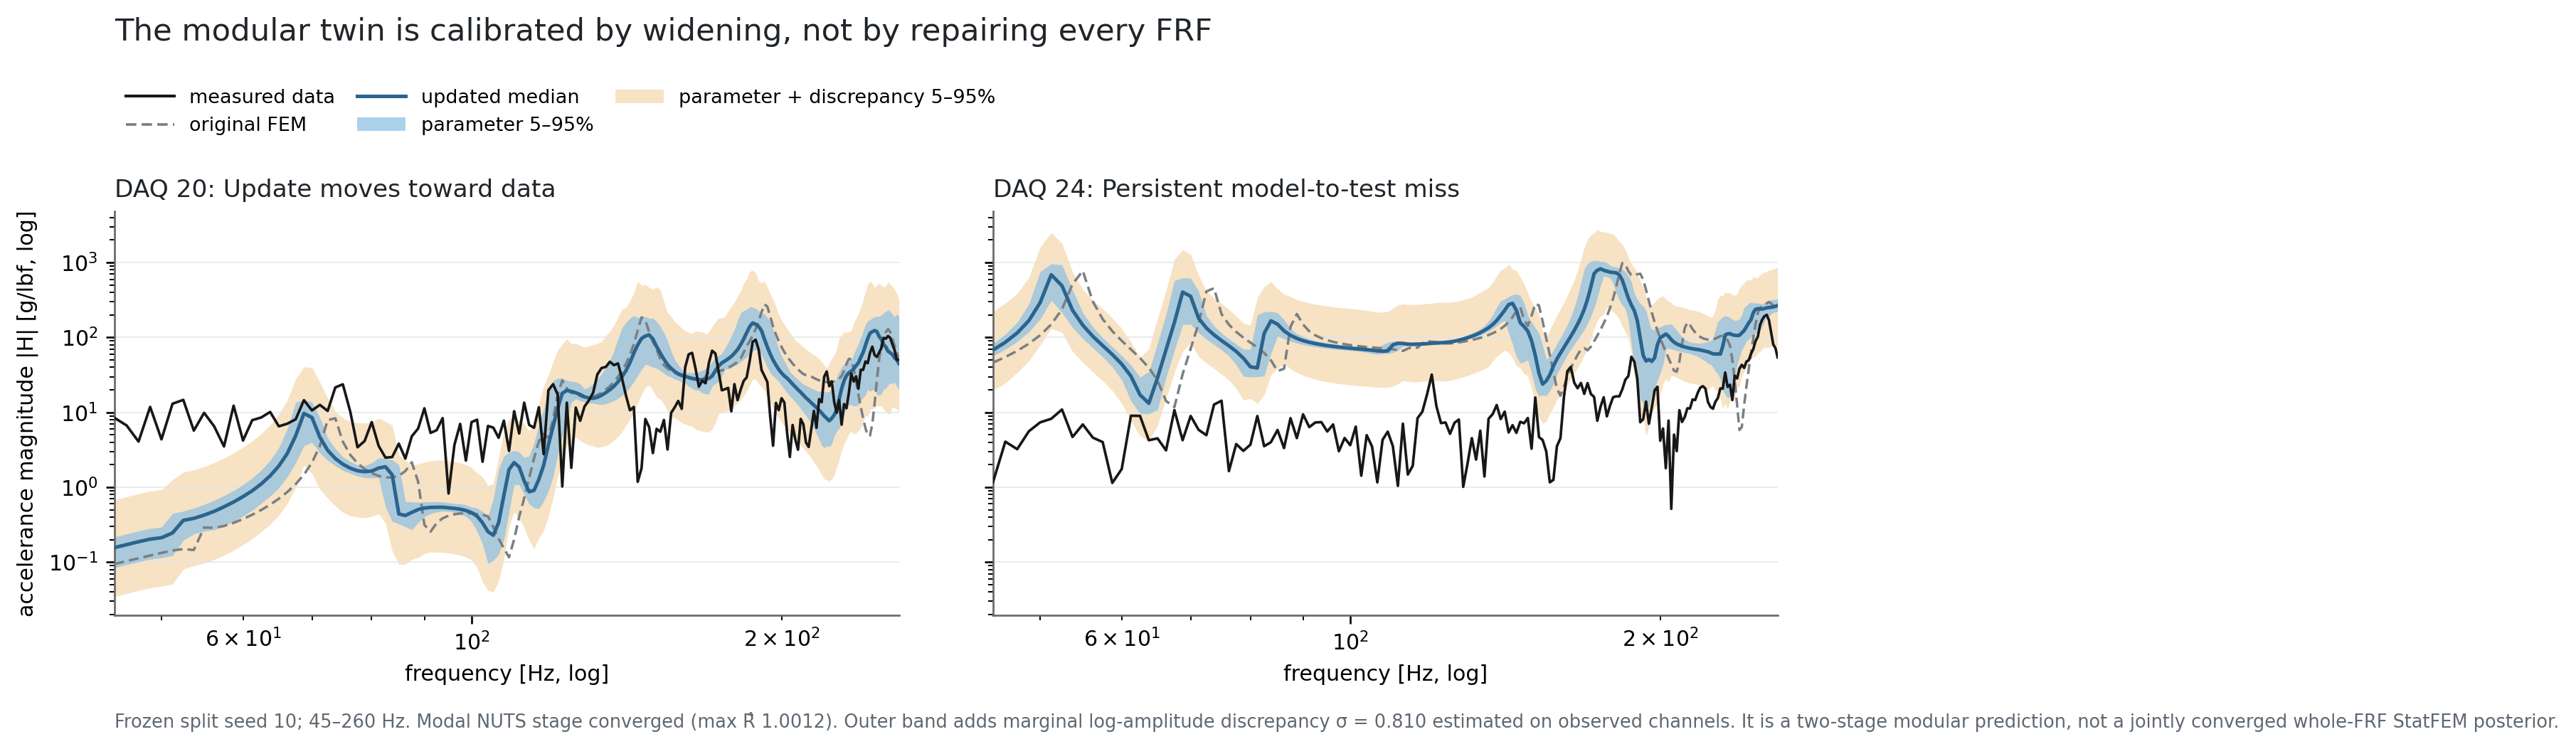 The modular twin is calibrated by widening, not by repairing every FRF
measured data
original FEM
updated median
parameter 5–95%
parameter + discrepancy 5–95%
DAQ 20: Update moves toward data
DAQ 24: Persistent model-to-test miss
accelerance magnitude |H| [g/lbf, log]
10³
10²
10¹
10⁰
10⁻¹
6 × 10¹
10²
2 × 10²
6 × 10¹
10²
2 × 10²
frequency [Hz, log]
frequency [Hz, log]
Frozen split seed 10; 45–260 Hz. Modal NUTS stage converged (max R̂ 1.0012). Outer band adds marginal log-amplitude discrepancy σ = 0.810 estimated on observed channels. It is a two-stage modular prediction, not a jointly converged whole-FRF StatFEM posterior.